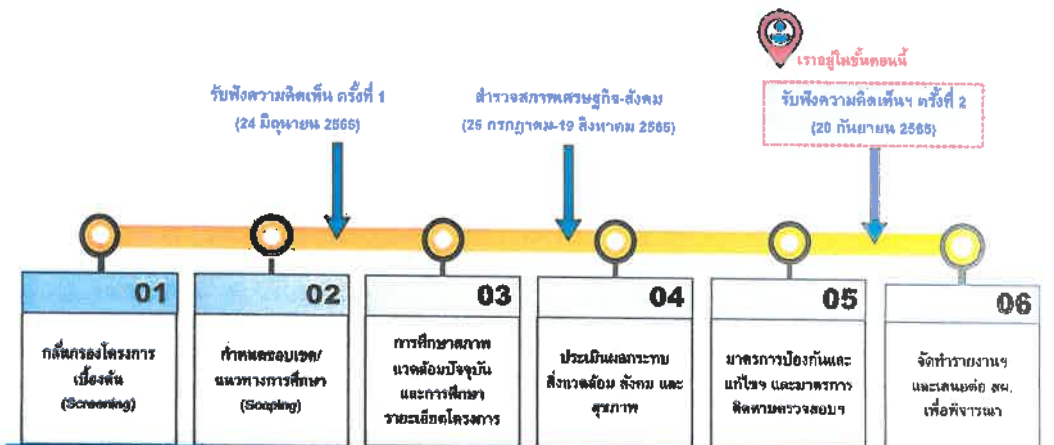 เราอยู่ในขั้นตอนนี้
รับฟังความคิดเห็น ครั้งที่ 1
(24 มิถุนายน 2565)
สำรวจสภาพเศรษฐกิจ-สังคม
(25 กรกฎาคม-19 สิงหาคม 2565)
รับฟังความคิดเห็นฯ ครั้งที่ 2
(20 กันยายน 2565)
01
กลั่นกรองโครงการ
เบื้องต้น
(Screening)
02
กำหนดขอบเขต/
แนวทางการศึกษา
(Scoping)
03
การศึกษาสภาพ
แวดล้อมปัจจุบัน
และการศึกษา
รายละเอียดโครงการ
04
ประเมินผลกระทบ
สิ่งแวดล้อม สังคม และ
สุขภาพ
05
มาตรการป้องกันและ
แก้ไขฯ และมาตรการ
ติดตามตรวจสอบฯ
06
จัดทำรายงานฯ
และเสนอต่อ สผ.
เพื่อพิจารณา